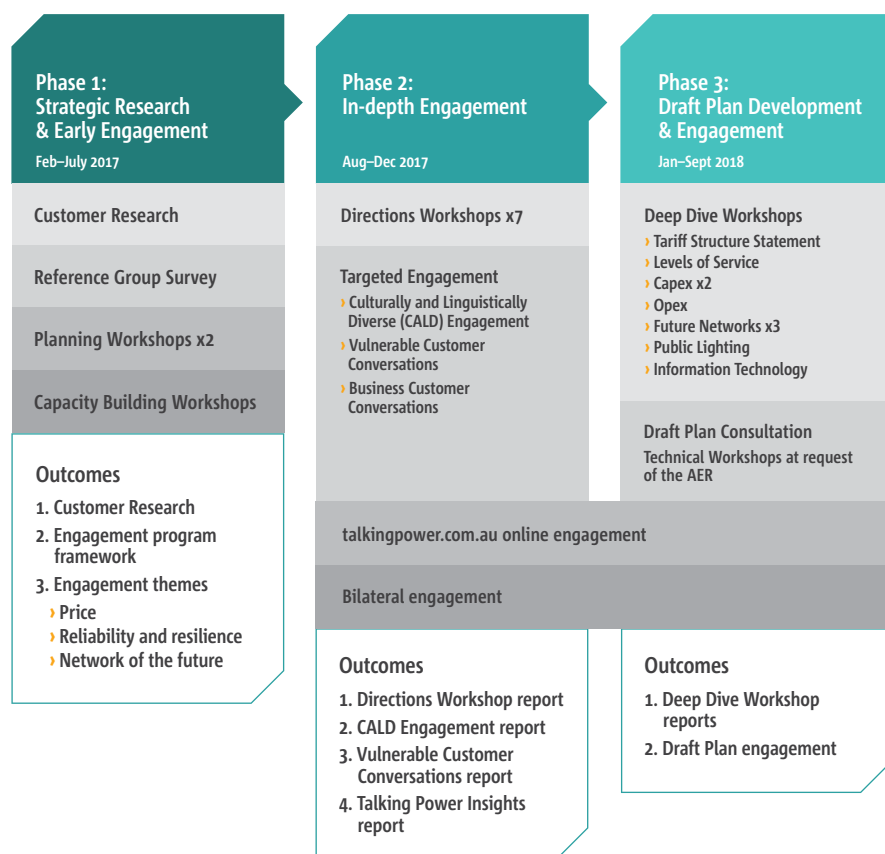 Phase 1:
Strategic Research
& Early Engagement
Feb–July 2017
Customer Research
Reference Group Survey
Planning Workshops x2
Capacity Building Workshops
Outcomes
1. Customer Research
2. Engagement program
framework
3. Engagement themes
› Price
› Reliability and resilience
› Network of the future
Phase 2:
In-depth Engagement
Aug–Dec 2017
Directions Workshops x7
Targeted Engagement
› Culturally and Linguistically
Diverse (CALD) Engagement
› Vulnerable Customer
Conversations
› Business Customer
Conversations
Phase 3:
Draft Plan Development
& Engagement
Jan–Sept 2018
Deep Dive Workshops
› Tariff Structure Statement
› Levels of Service
› Capex x2
› Opex
› Future Networks x3
› Public Lighting
› Information Technology
Draft Plan Consultation
Technical Workshops at request
of the AER
talkingpower.com.au online engagement
Bilateral engagement
Outcomes
1. Directions Workshop report
2. CALD Engagement report
3. Vulnerable Customer
Conversations report
4. Talking Power Insights
report
Outcomes
1. Deep Dive Workshop
reports
2. Draft Plan engagement